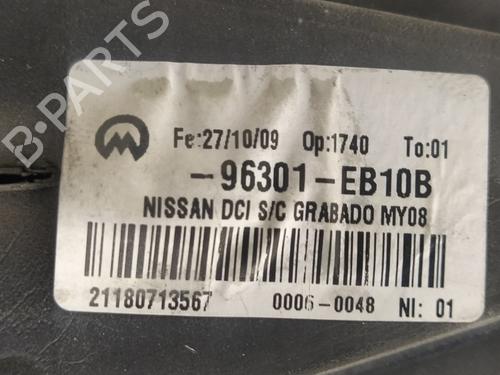 B-PARTS
Fe:27/10/09 Op:1740 To:01
-96301-EB10B
NISSAN DCI S/C GRABADO MY08
21180713567 0006-0048 NI: 01